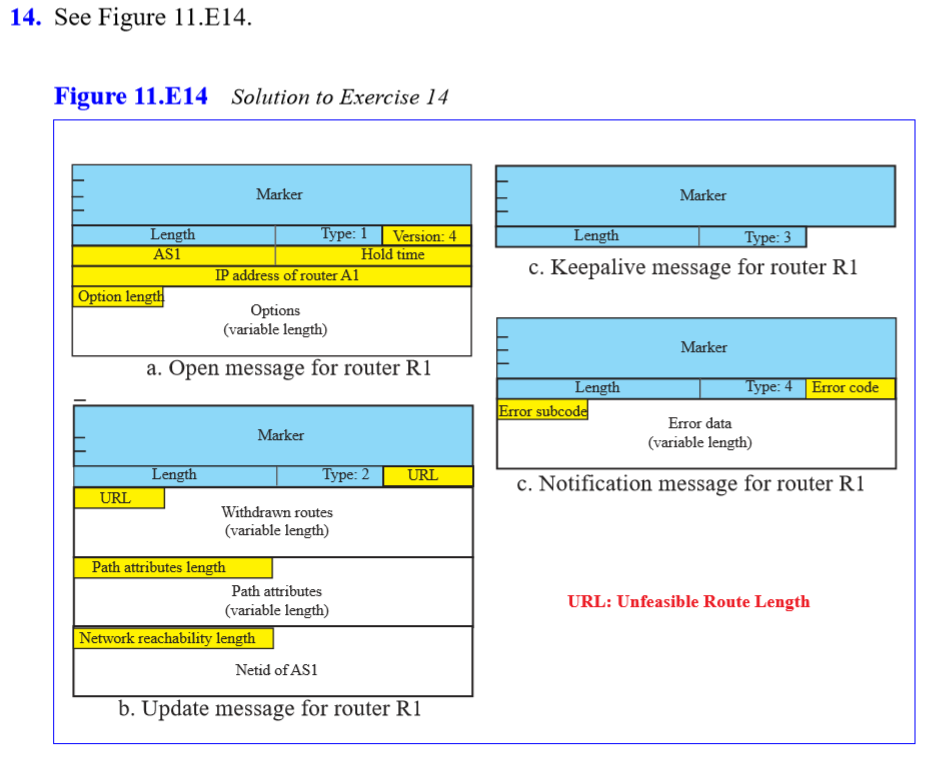 14. See Figure 11.E14.
Figure 11.E14 Solution to Exercise 14
Marker
Length Type: 1 Version: 4
AS1 Hold time
IP address of router A1
Option length
Options
(variable length)
a. Open message for router R1
Marker
Length Type: 2 URL
URL
Withdrawn routes
(variable length)
Path attributes length
Path attributes
(variable length)
Network reachability length
Netid of AS1
b. Update message for router R1
Marker
Length Type: 3
c. Keepalive message for router R1
Marker
Length Type: 4 Error code
Error subcode
Error data
(variable length)
c. Notification message for router R1
URL: Unfeasible Route Length